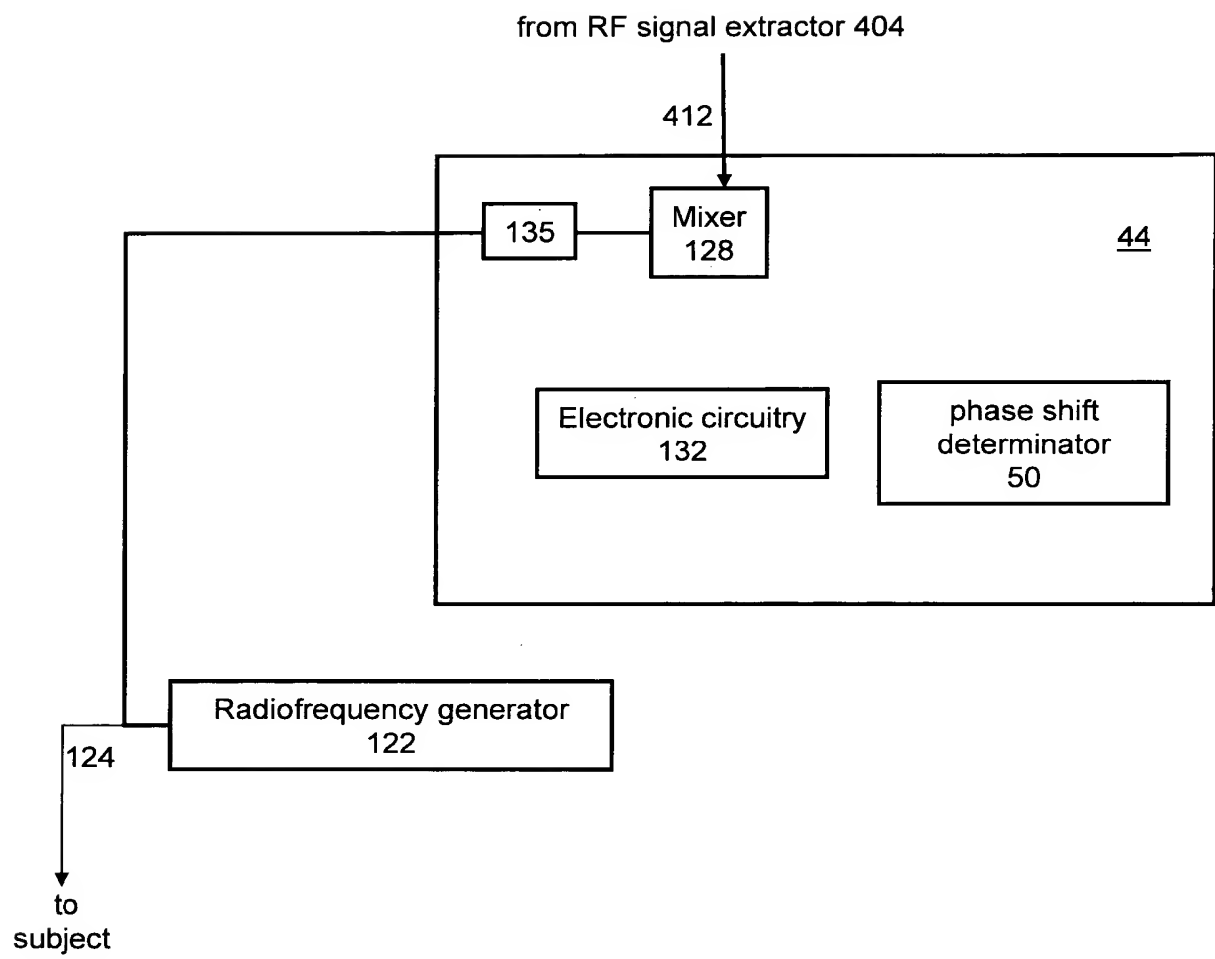 from RF signal extractor 404
412
135
Mixer
128
44
Electronic circuitry
132
phase shift
determinator
50
Radiofrequency generator
122
124
to
subject